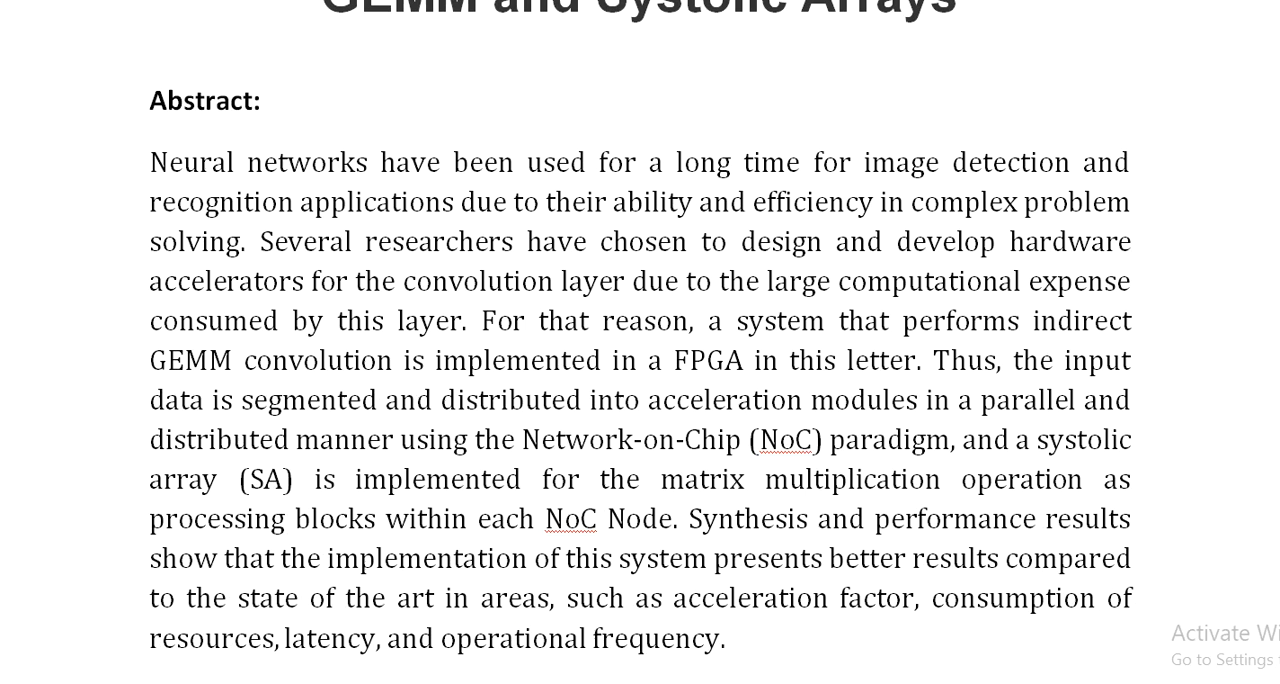 GEMM and Systolic Arrays
Abstract:
Neural networks have been used for a long time for image detection and
recognition applications due to their ability and efficiency in complex problem
solving. Several researchers have chosen to design and develop hardware
accelerators for the convolution layer due to the large computational expense
consumed by this layer. For that reason, a system that performs indirect
GEMM convolution is implemented in a FPGA in this letter. Thus, the input
data is segmented and distributed into acceleration modules in a parallel and
distributed manner using the Network-on-Chip (NoC) paradigm, and a systolic
array (SA) is implemented for the matrix multiplication operation as
processing blocks within each NoC Node. Synthesis and performance results
show that the implementation of this system presents better results compared
to the state of the art in areas, such as acceleration factor, consumption of
resources, latency, and operational frequency.
Activate Wi
Go to Settings